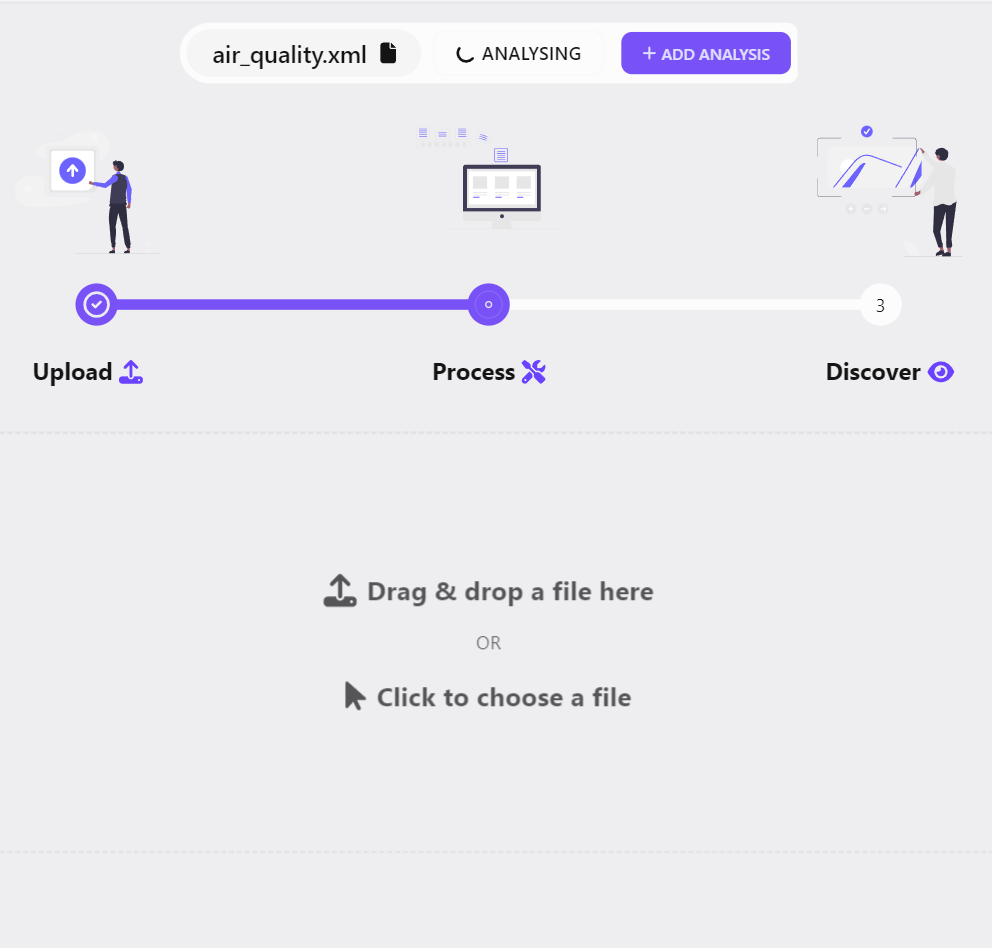 air_quality.xml
ANALYSING
+ ADD ANALYSIS
3
Upload
Process
Discover
Drag & drop a file here
OR
Click to choose a file